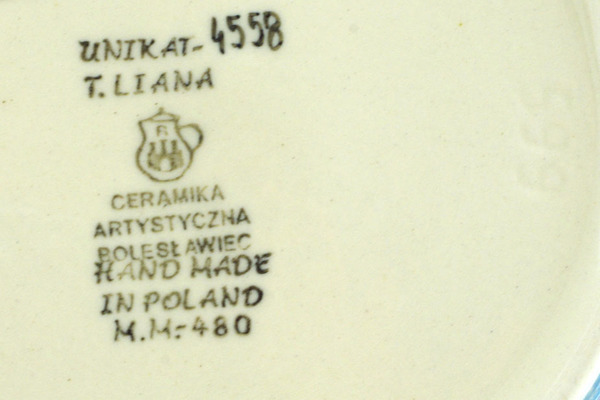 UNIKAT-4558
T. LIANA
R
CERAMIKA
ARTYSTYCZNA
BOLESŁAWIEC
HAND MADE
IN POLAND
M.M.-480